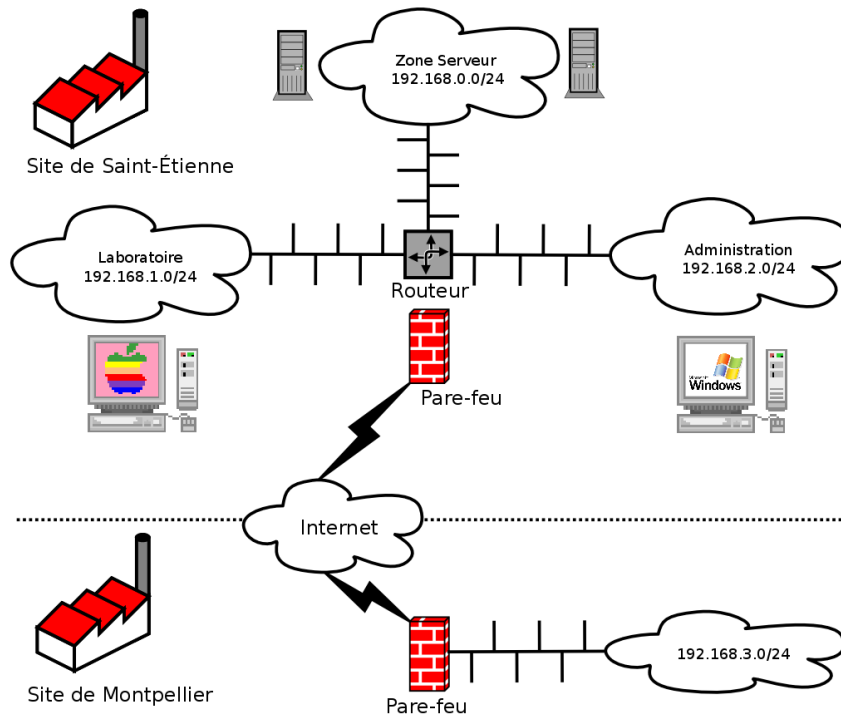 Zone Serveur
192.168.0.0/24
Site de Saint-Étienne
Laboratoire
192.168.1.0/24
Administration
192.168.2.0/24
Routeur
Pare-feu
Microsoft
Windows
Internet
192.168.3.0/24
Site de Montpellier
Pare-feu